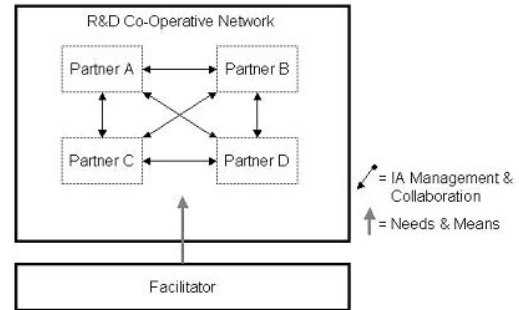 R&D Co-Operative Network
Partner A
Partner B
Partner C
Partner D
= IA Management &
Collaboration
= Needs & Means
Facilitator